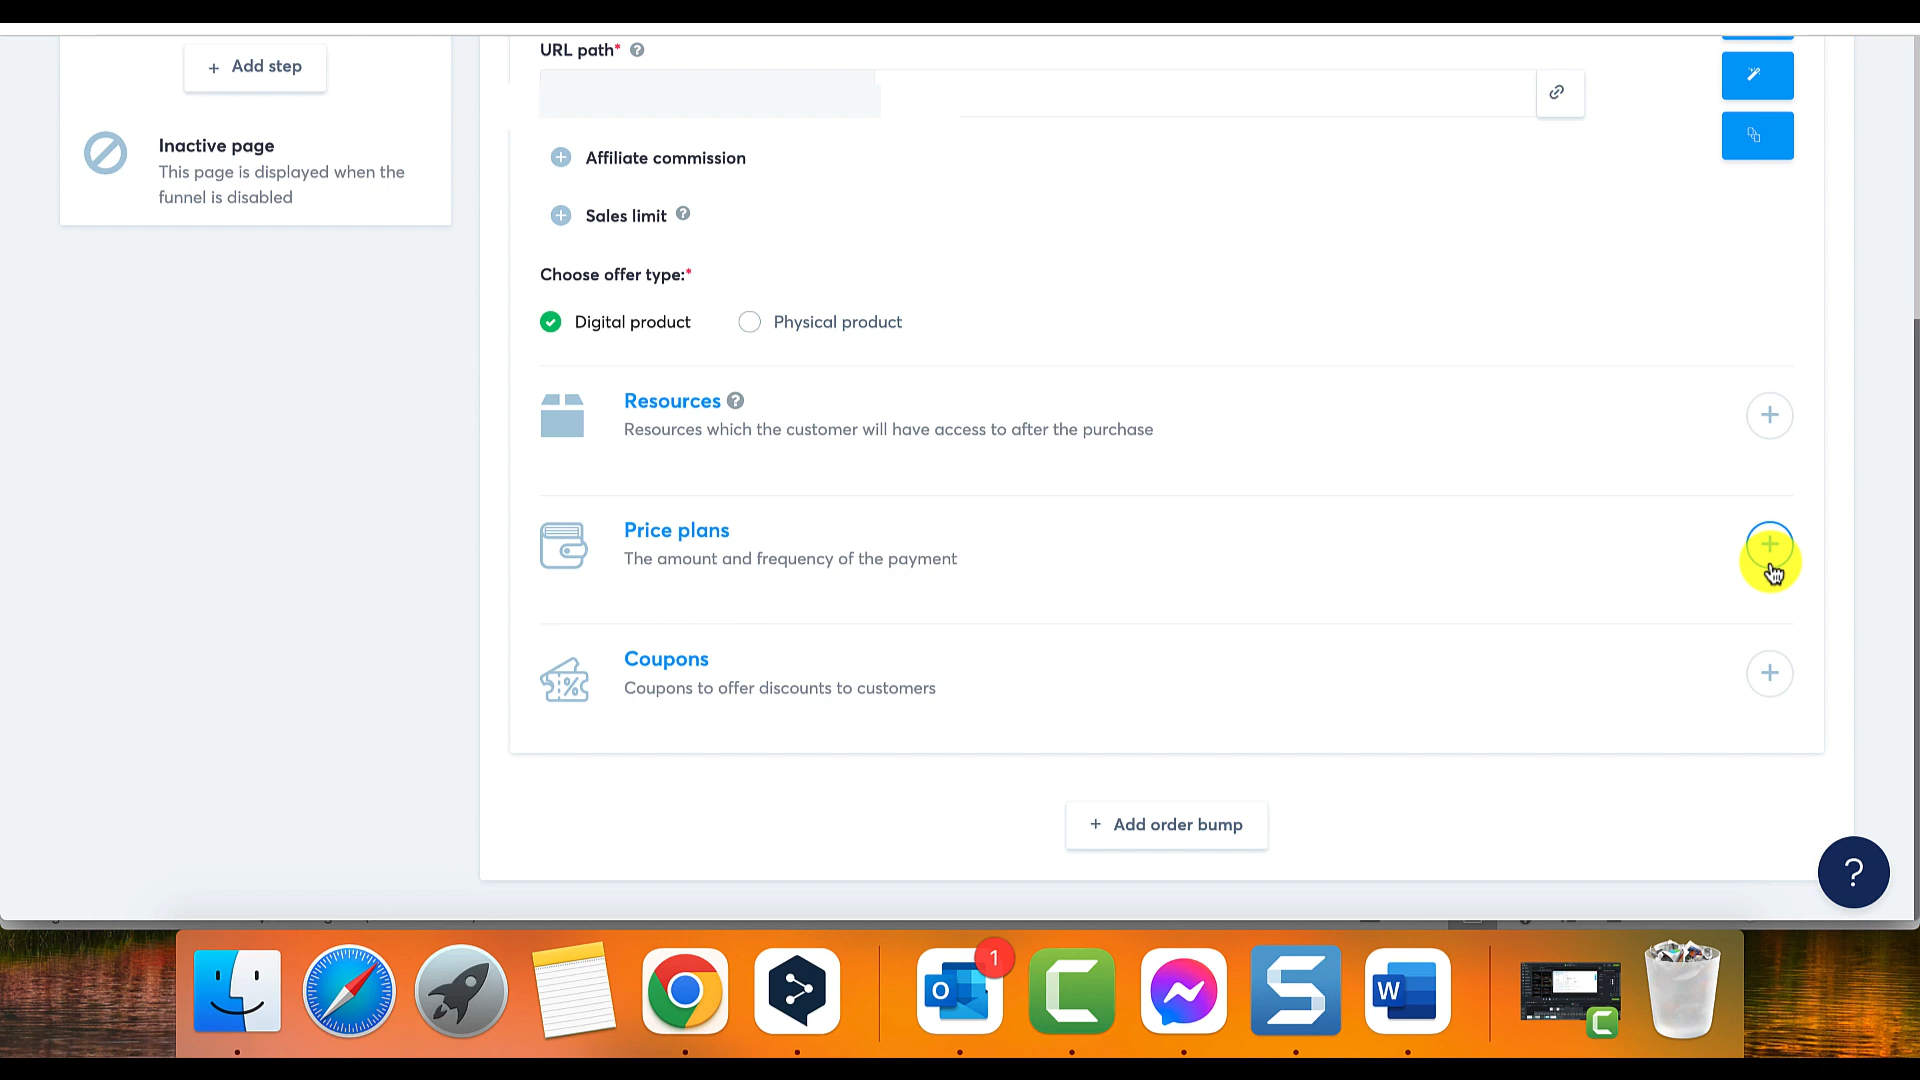 URL path*
+ Add step
Inactive page
This page is displayed when the
funnel is disabled
Affiliate commission
Sales limit
Choose offer type:*
Digital product
Physical product
Resources
Resources which the customer will have access to after the purchase
Price plans
The amount and frequency of the payment
Coupons
Coupons to offer discounts to customers
+ Add order bump
?
1